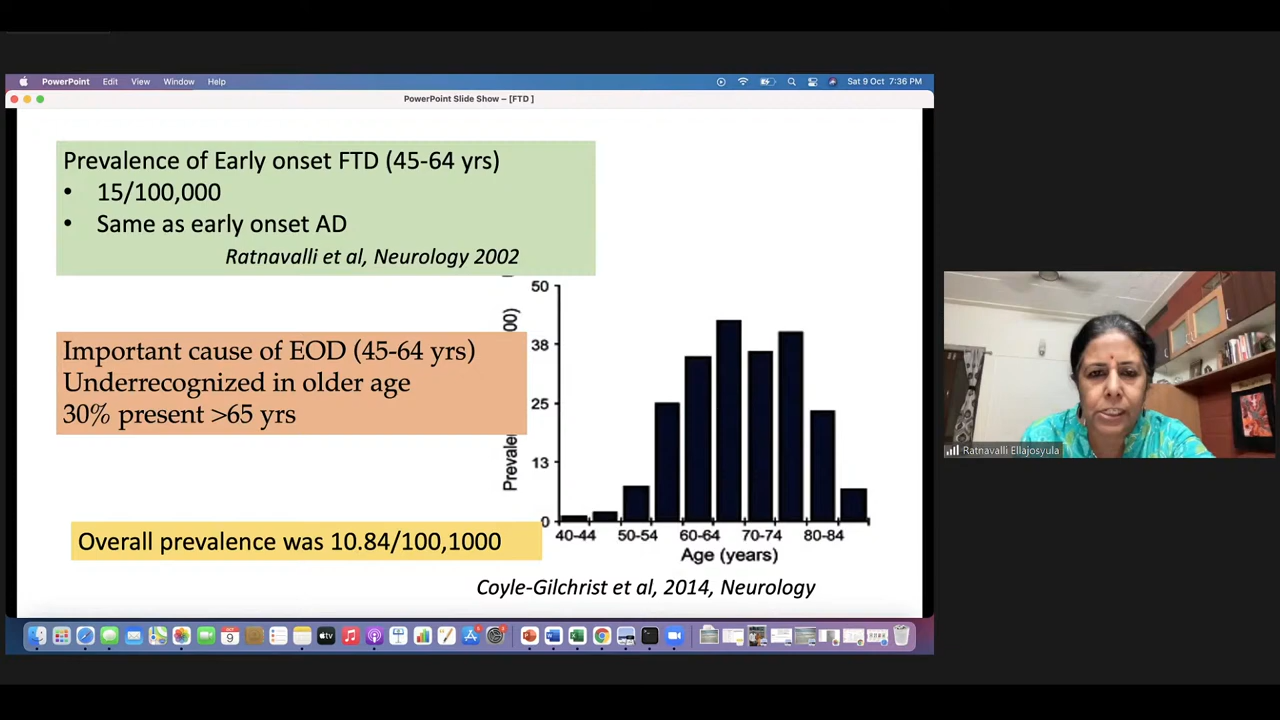 PowerPoint Edit View Window Help
Sat 9 Oct 7:36 PM
PowerPoint Slide Show – [FTD ]
Prevalence of Early onset FTD (45-64 yrs)
• 15/100,000
• Same as early onset AD
Ratnavalli et al, Neurology 2002
Important cause of EOD (45-64 yrs)
Underrecognized in older age
30% present >65 yrs
Overall prevalence was 10.84/100,1000
50
38
25
13
0
40-44 50-54 60-64 70-74 80-84
Age (years)
Coyle-Gilchrist et al, 2014, Neurology
OCT
9
tv
Ratnavalli Ellajosyula